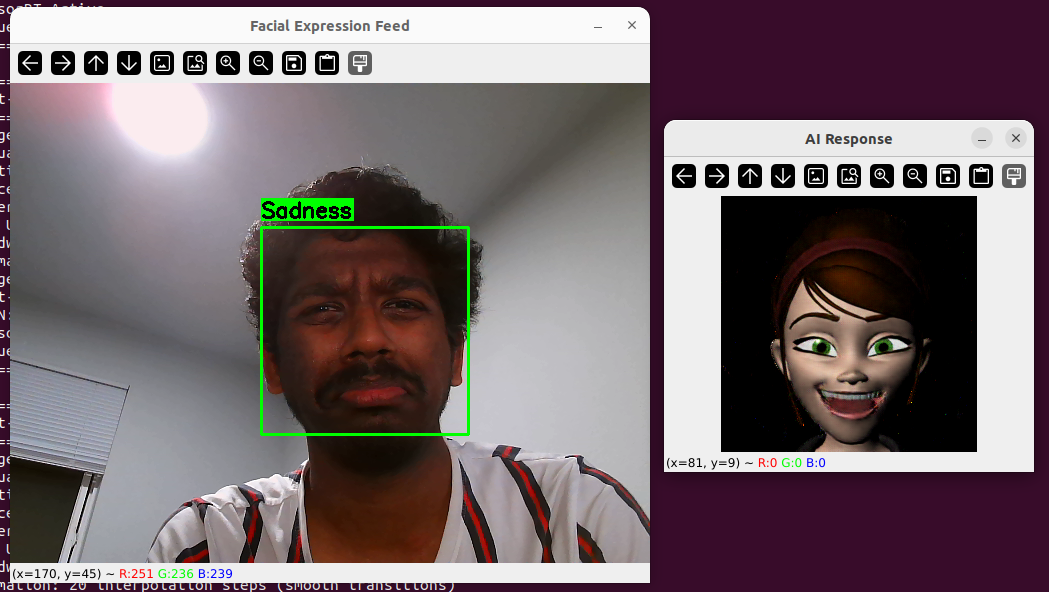 Facial Expression Feed
Sadness
(x=170, y=45) ~ R:251 G:236 B:239
AI Response
(x=81, y=9) ~ R:0 G:0 B:0
mation: 20 interpolation steps (smooth transitions)